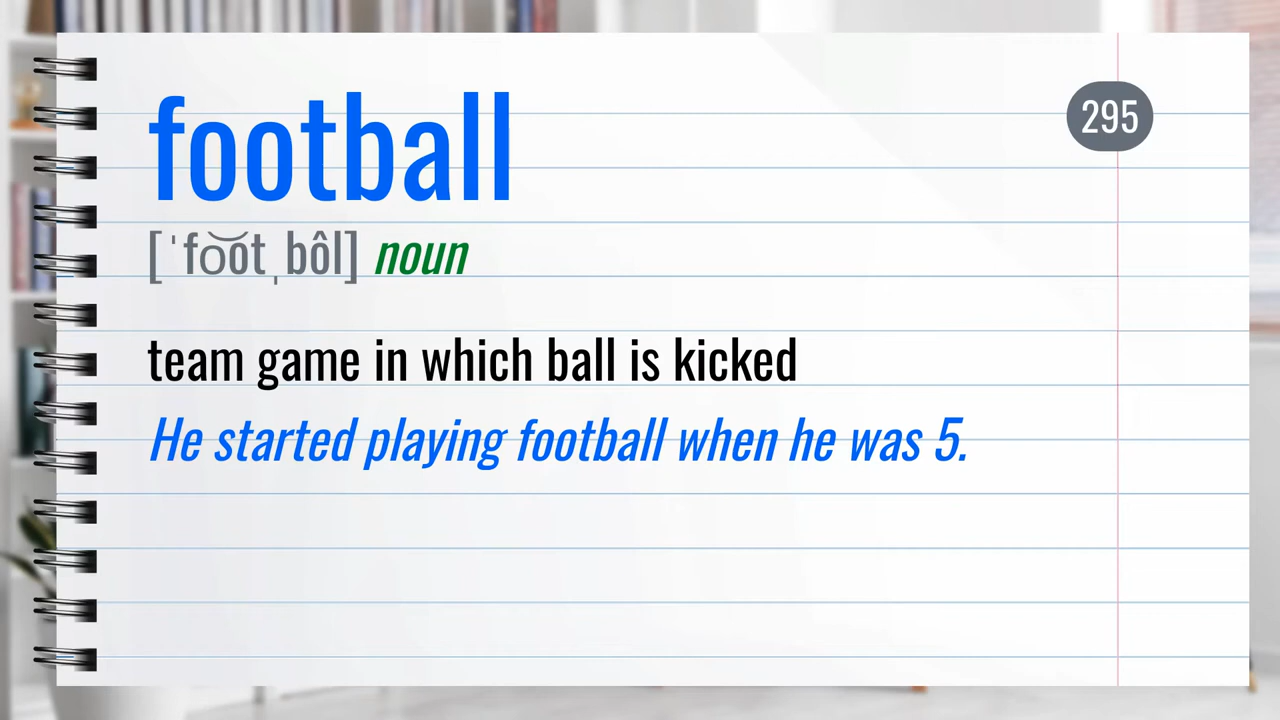 football
295
[ˈfo͝otˌbôl] noun
team game in which ball is kicked
He started playing football when he was 5.